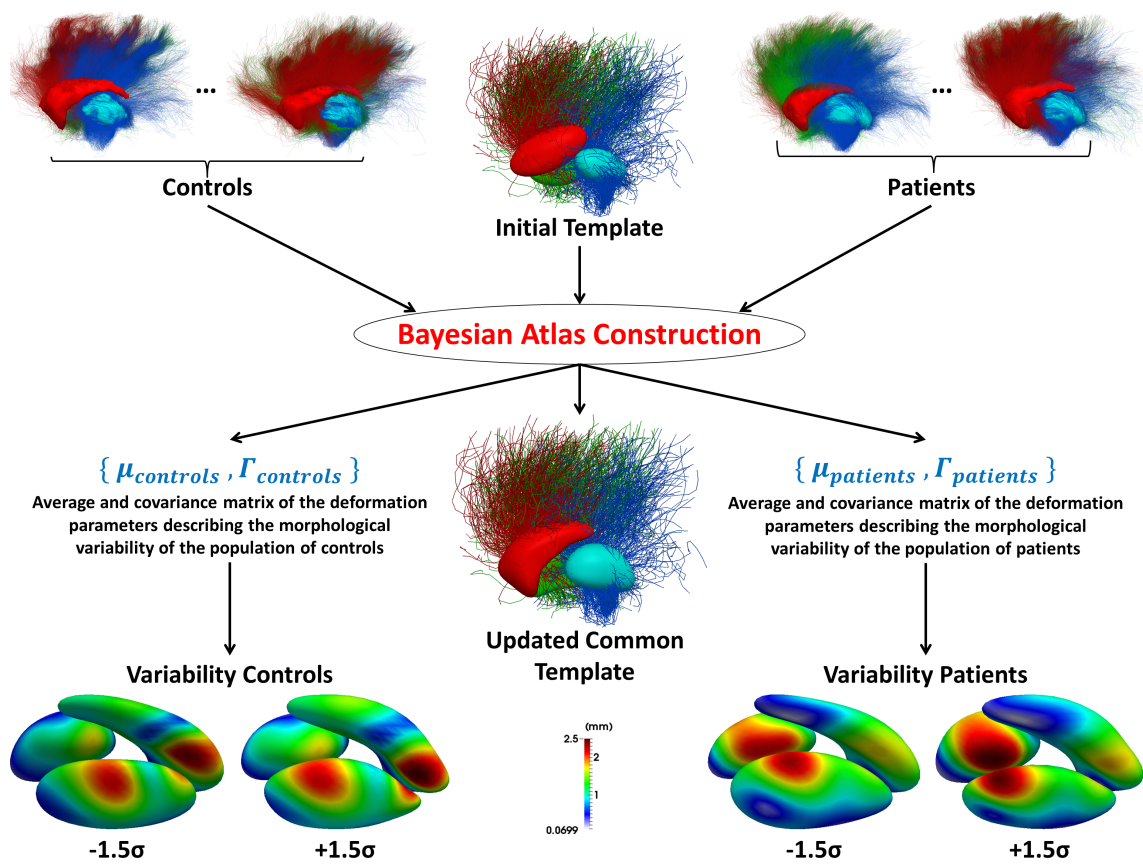 ...
...
Controls
Patients
Initial Template
Bayesian Atlas Construction
{ μcontrols , Γcontrols }
Average and covariance matrix of the deformation
parameters describing the morphological
variability of the population of controls
{ μpatients , Γpatients }
Average and covariance matrix of the deformation
parameters describing the morphological
variability of the population of patients
Updated Common
Template
Variability Controls
Variability Patients
(mm)
2.5
2
1
0.0699
-1.5σ
+1.5σ
-1.5σ
+1.5σ